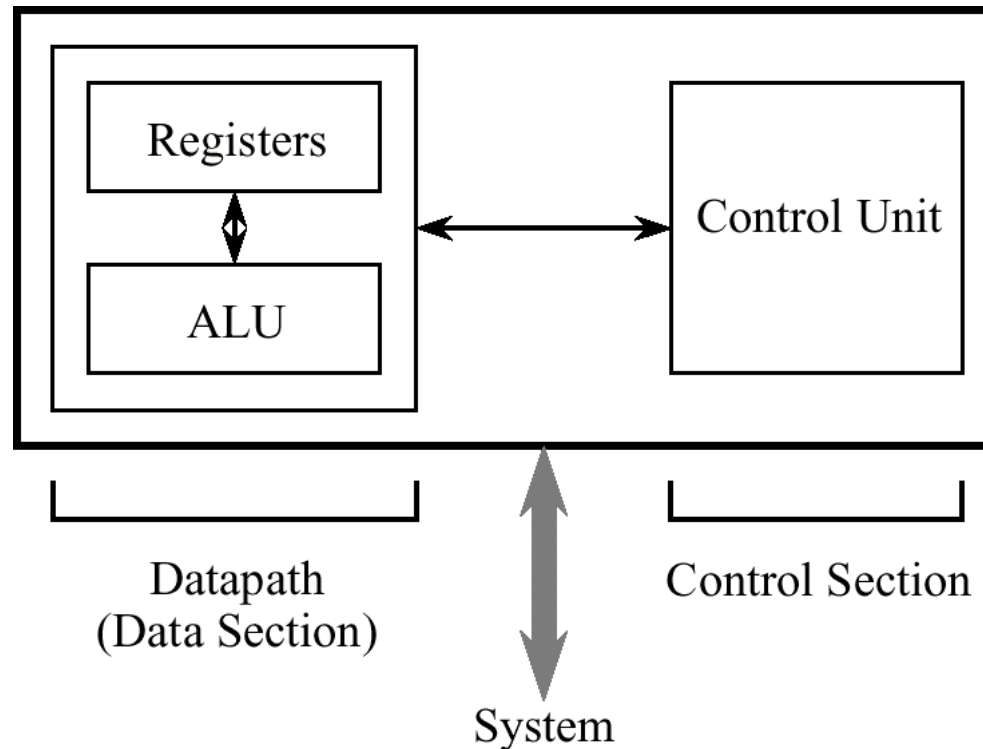 Registers
ALU
Control Unit
Datapath
(Data Section)
Control Section
System